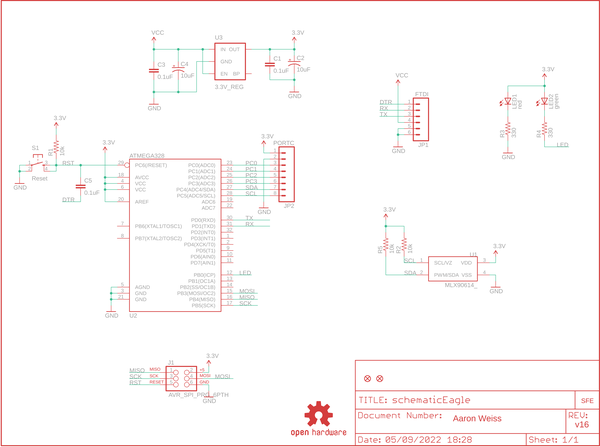 VCC
U3
3.3V
IN OUT
GND
EN BP
3.3V_REG
C3
0.1uF
C4
10uF
C1
0.1uF
C2
10uF
GND
GND
VCC
FTDI
DTR
RX
TX
GND
JP1
3.3V
LED1
red
LED2
green
R3
330
R4
330
LED
GND
3.3V
S1
R1
10k
RST
Reset
GND
3.3V
C5
0.1uF
DTR
ATMEGA328
PC6(/RESET)
AVCC
VCC
VCC
AREF
PB6(XTAL1/TOSC1)
PB7(XTAL2/TOSC2)
AGND
GND
GND
GND
U2
PC0(ADC0)
PC1(ADC1)
PC2(ADC2)
PC3(ADC3)
PC4(ADC4/SDA)
PC5(ADC5/SCL)
ADC6
ADC7
PD0(RXD)
PD1(TXD)
PD2(INT0)
PD3(INT1)
PD4(XCK/T0)
PD5(T1)
PD6(AIN0)
PD7(AIN1)
PB0(ICP)
PB1(OC1A)
PB2(SS/OC1B)
PB3(MOSI/OC2)
PB4(MISO)
PB5(SCK)
PC0
PC1
PC2
PC3
SDA
SCL
TX
RX
LED
MOSI
MISO
SCK
3.3V
PORTC
JP2
GND
3.3V
R5
10k
R2
10k
SCL
SDA
U1
SCL/VZ VDD
PWM/SDA VSS
MLX90614_
3.3V
GND
J1
3.3V
MISO
SCK
RST
MISO
SCK
RESET
+5
MOSI
GND
MOSI
GND
open hardware
TITLE: schematicEagle
SFE
Document Number: Aaron Weiss
REV:
v16
Date: 05/09/2022 18:28
Sheet: 1/1